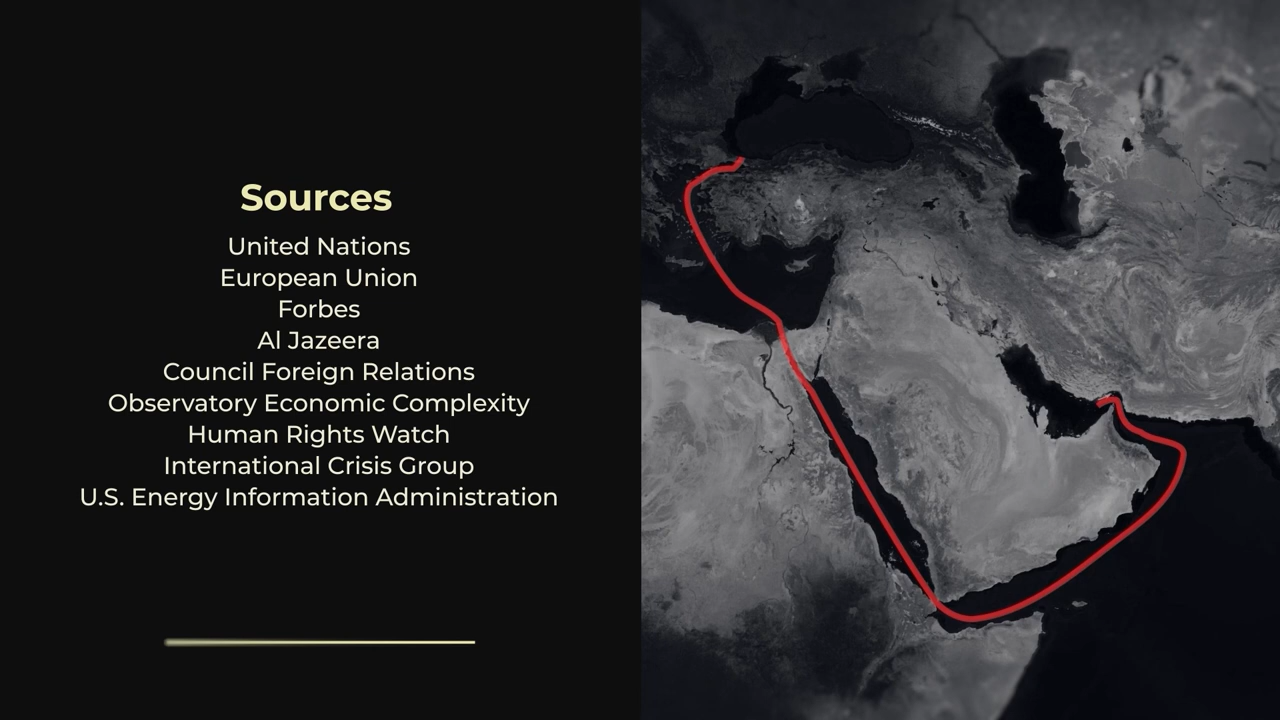 Sources
United Nations
European Union
Forbes
Al Jazeera
Council Foreign Relations
Observatory Economic Complexity
Human Rights Watch
International Crisis Group
U.S. Energy Information Administration